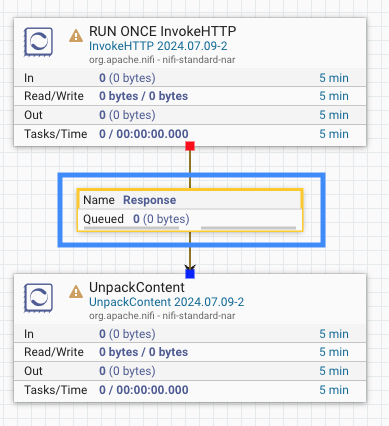 RUN ONCE InvokeHTTP
InvokeHTTP 2024.07.09-2
org.apache.nifi - nifi-standard-nar
In 0 (0 bytes) 5 min
Read/Write 0 bytes / 0 bytes 5 min
Out 0 (0 bytes) 5 min
Tasks/Time 0 / 00:00:00.000 5 min
Name Response
Queued 0 (0 bytes)
UnpackContent
UnpackContent 2024.07.09-2
org.apache.nifi - nifi-standard-nar
In 0 (0 bytes) 5 min
Read/Write 0 bytes / 0 bytes 5 min
Out 0 (0 bytes) 5 min
Tasks/Time 0 / 00:00:00.000 5 min